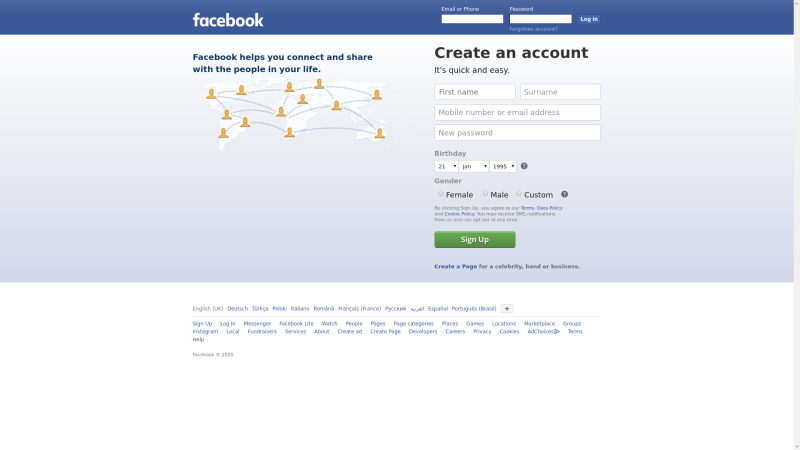 facebook
Email or Phone
Password
Log In
Forgotten account?
Facebook helps you connect and share
with the people in your life.
Create an account
It's quick and easy.
First name
Surname
Mobile number or email address
New password
Birthday
21 Jan 1995
Gender
Female Male Custom
By clicking Sign Up, you agree to our Terms, Data Policy
and Cookie Policy. You may receive SMS notifications
from us and can opt out at any time.
Sign Up
Create a Page for a celebrity, band or business.
English (UK) Deutsch Türkçe Polski Italiano Română Français (France) Русский العربية Español Português (Brasil) +
Sign Up Log In Messenger Facebook Lite Watch People Pages Page categories Places Games Locations Marketplace Groups
Instagram Local Fundraisers Services About Create ad Create Page Developers Careers Privacy Cookies AdChoices Terms
Help
Facebook © 2020